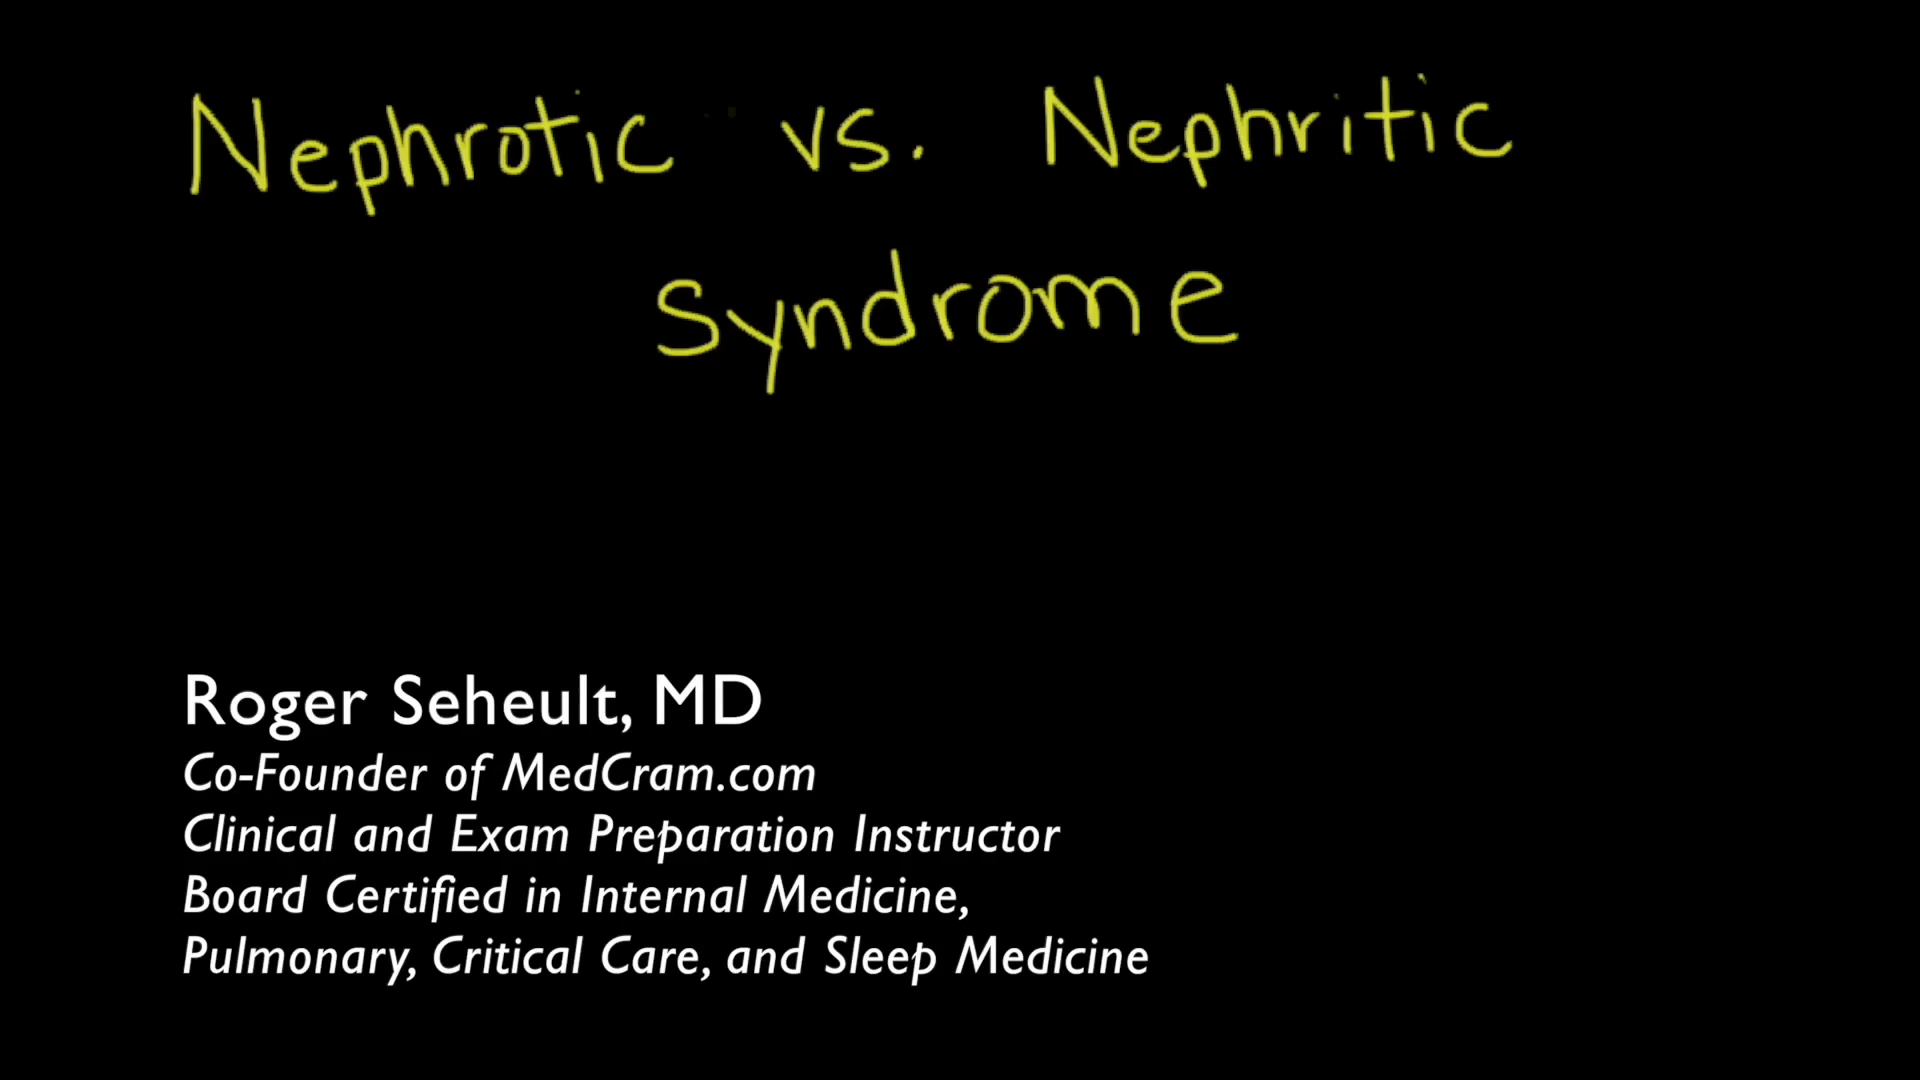 Nephrotic vs. Nephritic
Syndrome
Roger Seheult, MD
Co-Founder of MedCram.com
Clinical and Exam Preparation Instructor
Board Certified in Internal Medicine,
Pulmonary, Critical Care, and Sleep Medicine